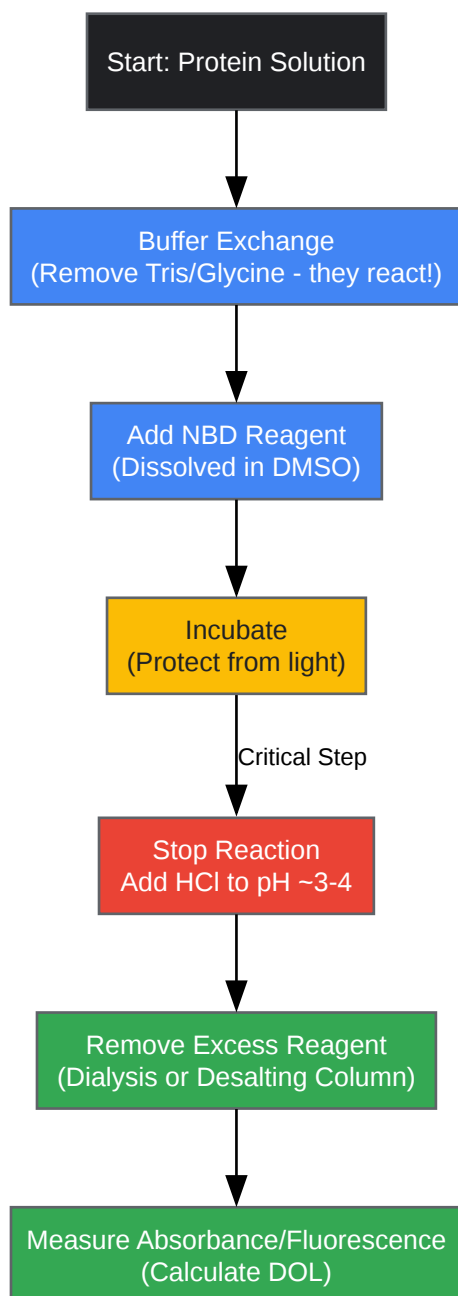 Start: Protein Solution
Buffer Exchange
(Remove Tris/Glycine - they react!)
Add NBD Reagent
(Dissolved in DMSO)
Incubate
(Protect from light)
Critical Step
Stop Reaction
Add HCl to pH ~3-4
Remove Excess Reagent
(Dialysis or Desalting Column)
Measure Absorbance/Fluorescence
(Calculate DOL)